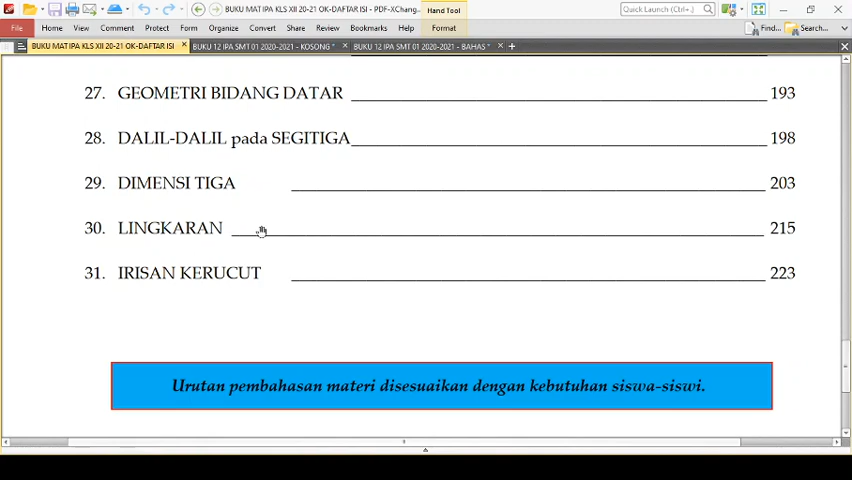 BUKU MAT IPA KLS XII 20-21 OK-DAFTAR ISI - PDF-XChang
Hand Tool
Quick Launch (Ctrl+.)
File Home View Comment Protect Form Organize Convert Share Review Bookmarks Help Format
Find... Search...
BUKU MAT IPA KLS XII 20-21 OK-DAFTAR ISI
BUKU 12 IPA SMT 01 2020-2021 - KOSONG *
BUKU 12 IPA SMT 01 2020-2021 - BAHAS *
27. GEOMETRI BIDANG DATAR 193
28. DALIL-DALIL pada SEGITIGA 198
29. DIMENSI TIGA 203
30. LINGKARAN 215
31. IRISAN KERUCUT 223
Urutan pembahasan materi disesuaikan dengan kebutuhan siswa-siswi.